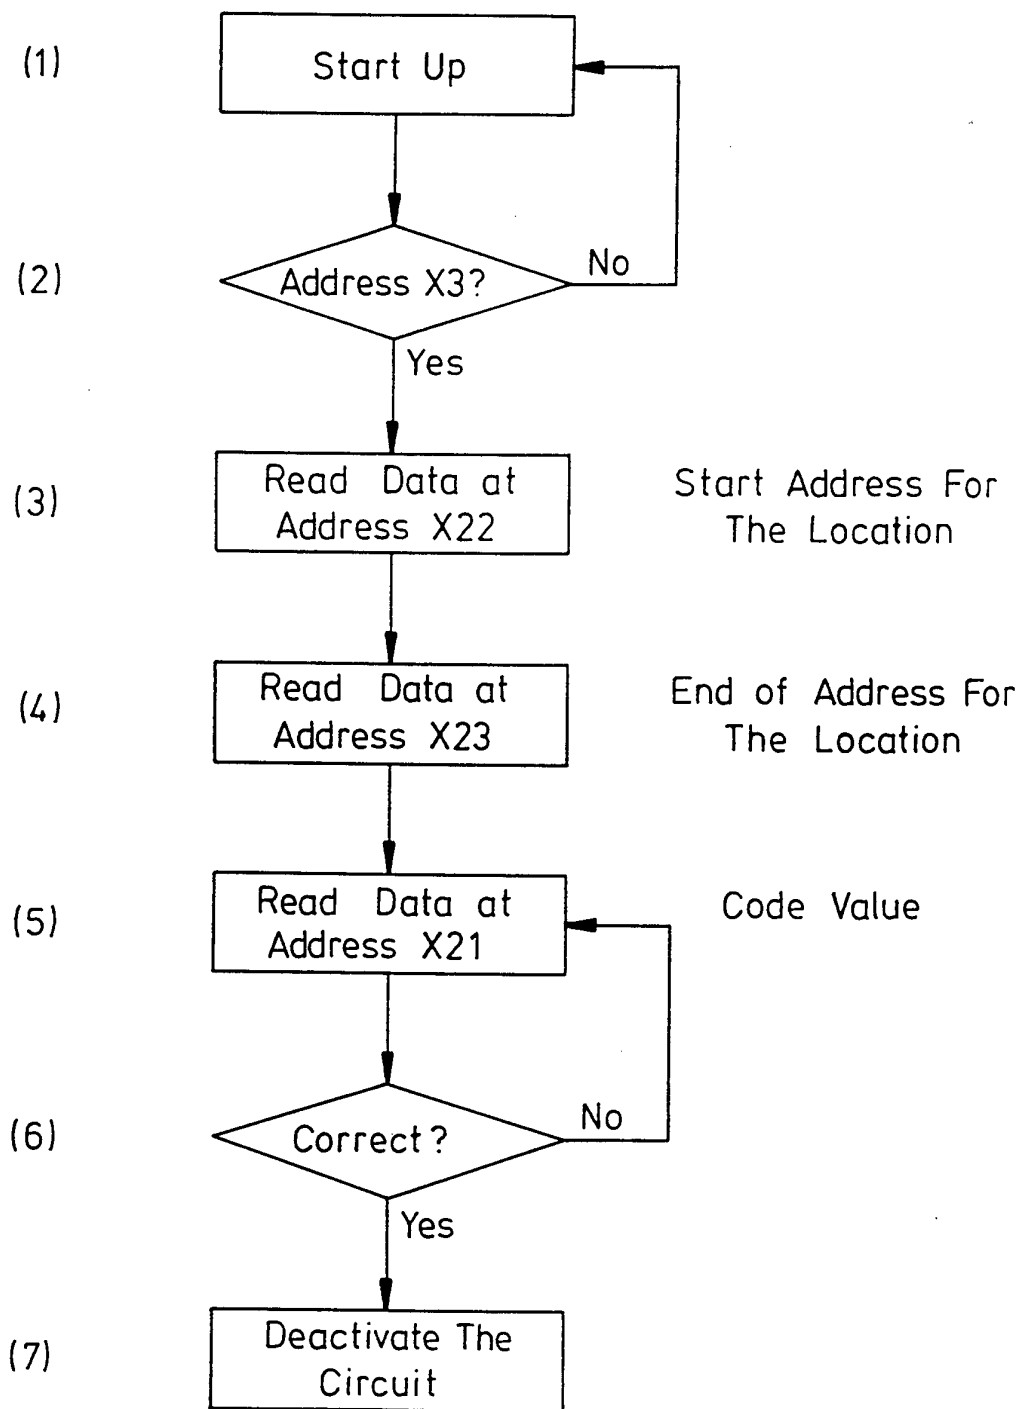 (1)
Start Up
(2)
Address X3?
No
Yes
(3)
Read Data at
Address X22
Start Address For
The Location
(4)
Read Data at
Address X23
End of Address For
The Location
(5)
Read Data at
Address X21
Code Value
(6)
Correct?
No
Yes
(7)
Deactivate The
Circuit